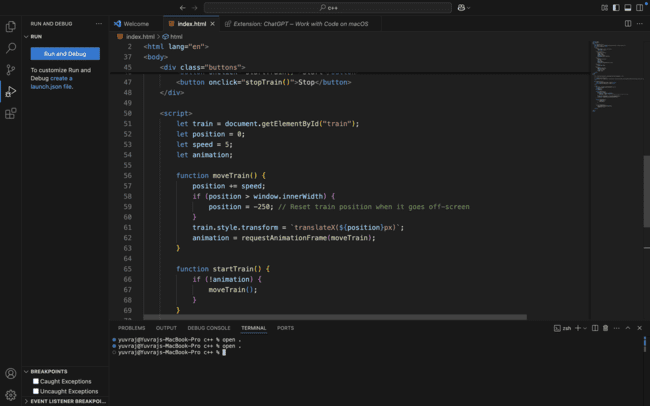 c++
RUN AND DEBUG
Welcome
index.html
Extension: ChatGPT – Work with Code on macOS
index.html > html
RUN
Run and Debug
To customize Run and
Debug create a
launch.json file.
2 <html lang="en">
37 <body>
45 <div class="buttons">
47 <button onclick="stopTrain()">Stop</button>
48 </div>
49
50 <script>
51 let train = document.getElementById("train");
52 let position = 0;
53 let speed = 5;
54 let animation;
55
56 function moveTrain() {
57 position += speed;
58 if (position > window.innerWidth) {
59 position = -250; // Reset train position when it goes off-screen
60 }
61 train.style.transform = `translateX(${position}px)`;
62 animation = requestAnimationFrame(moveTrain);
63 }
64
65 function startTrain() {
66 if (!animation) {
67 moveTrain();
68 }
69 }
PROBLEMS OUTPUT DEBUG CONSOLE TERMINAL PORTS
zsh
yuvraj@Yuvrajs-MacBook-Pro c++ % open .
yuvraj@Yuvrajs-MacBook-Pro c++ % open .
yuvraj@Yuvrajs-MacBook-Pro c++ %
BREAKPOINTS
Caught Exceptions
Uncaught Exceptions
EVENT LISTENER BREAKPOI...